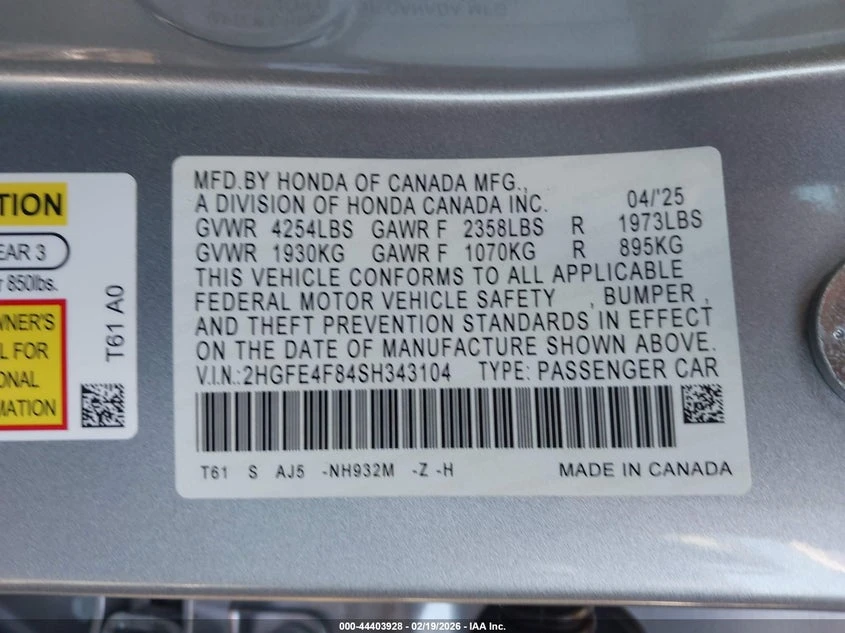 MFD.BY HONDA OF CANADA MFG.,
A DIVISION OF HONDA CANADA INC. 04/'25
GVWR 4254LBS GAWR F 2358LBS R 1973LBS
GVWR 1930KG GAWR F 1070KG R 895KG
THIS VEHICLE CONFORMS TO ALL APPLICABLE
FEDERAL MOTOR VEHICLE SAFETY , BUMPER ,
AND THEFT PREVENTION STANDARDS IN EFFECT
ON THE DATE OF MANUFACTURE SHOWN ABOVE.
V.I.N.:2HGFE4F84SH343104 TYPE: PASSENGER CAR
T61 S AJ5 -NH932M -Z -H MADE IN CANADA
TION
EAR 3
850lbs.
WNER'S
L FOR
ONAL
MATION
T61 A0
000-44403928 - 02/19/2026 - IAA Inc.